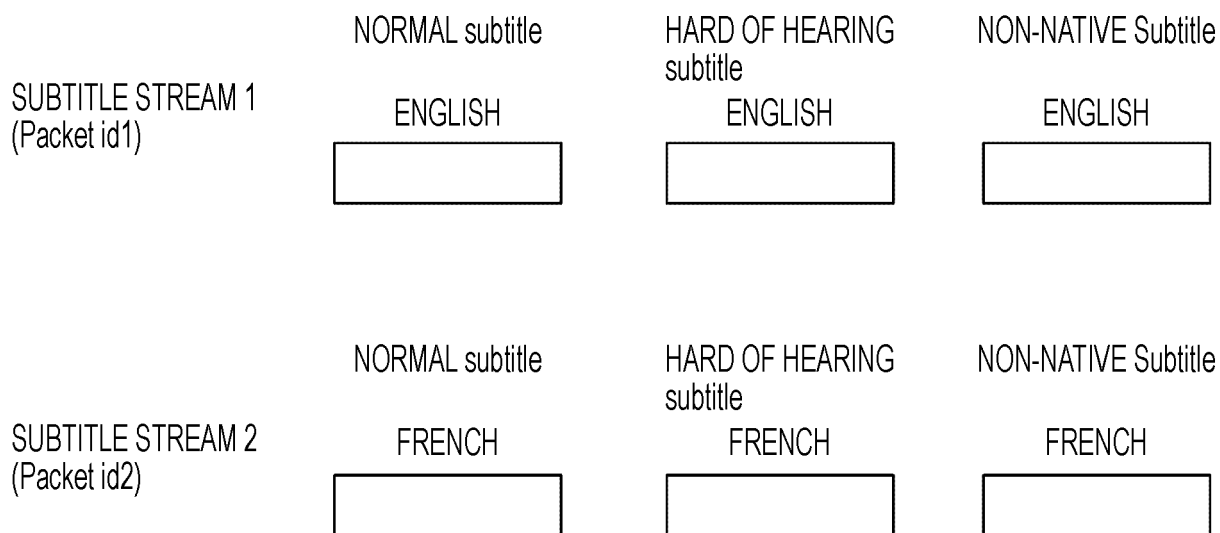 NORMAL subtitle
HARD OF HEARING
subtitle
NON-NATIVE Subtitle
SUBTITLE STREAM 1
(Packet id1)
ENGLISH
ENGLISH
ENGLISH
NORMAL subtitle
HARD OF HEARING
subtitle
NON-NATIVE Subtitle
SUBTITLE STREAM 2
(Packet id2)
FRENCH
FRENCH
FRENCH